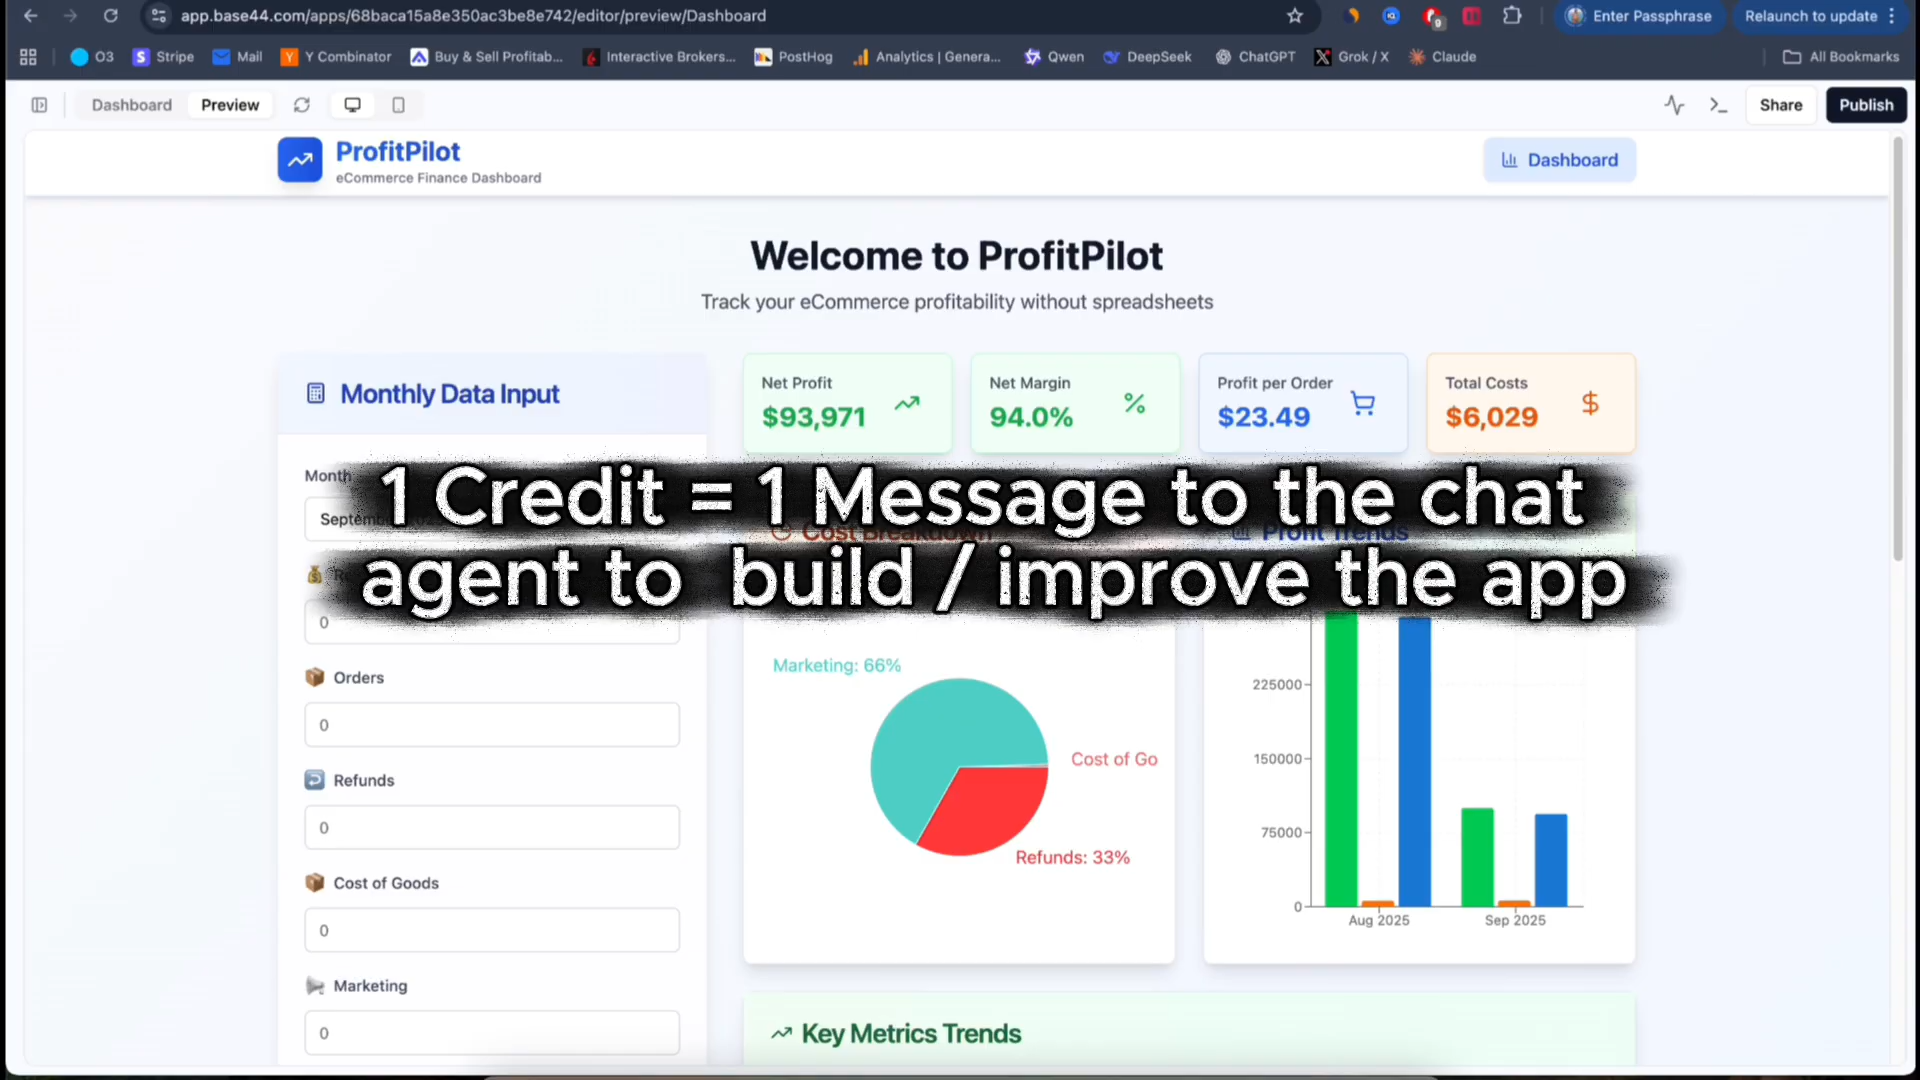 app.base44.com/apps/68baca15a8e350ac3be8e742/editor/preview/Dashboard
9
Enter Passphrase
Relaunch to update
O3
Stripe
Mail
Y Combinator
Buy & Sell Profitab...
Interactive Brokers...
PostHog
Analytics | Genera...
Qwen
DeepSeek
ChatGPT
Grok / X
Claude
All Bookmarks
Dashboard
Preview
Share
Publish
ProfitPilot
eCommerce Finance Dashboard
Dashboard
Welcome to ProfitPilot
Track your eCommerce profitability without spreadsheets
Monthly Data Input
Net Profit
$93,971
Net Margin
94.0%
Profit per Order
$23.49
Total Costs
$6,029
Month
1 Credit = 1 Message to the chat
agent to build / improve the app
Cost Breakdown
Profit Trends
0
Orders
0
Refunds
0
Cost of Goods
0
Marketing
0
Marketing: 66%
Cost of Go
Refunds: 33%
225000
150000
75000
0
Aug 2025
Sep 2025
Key Metrics Trends